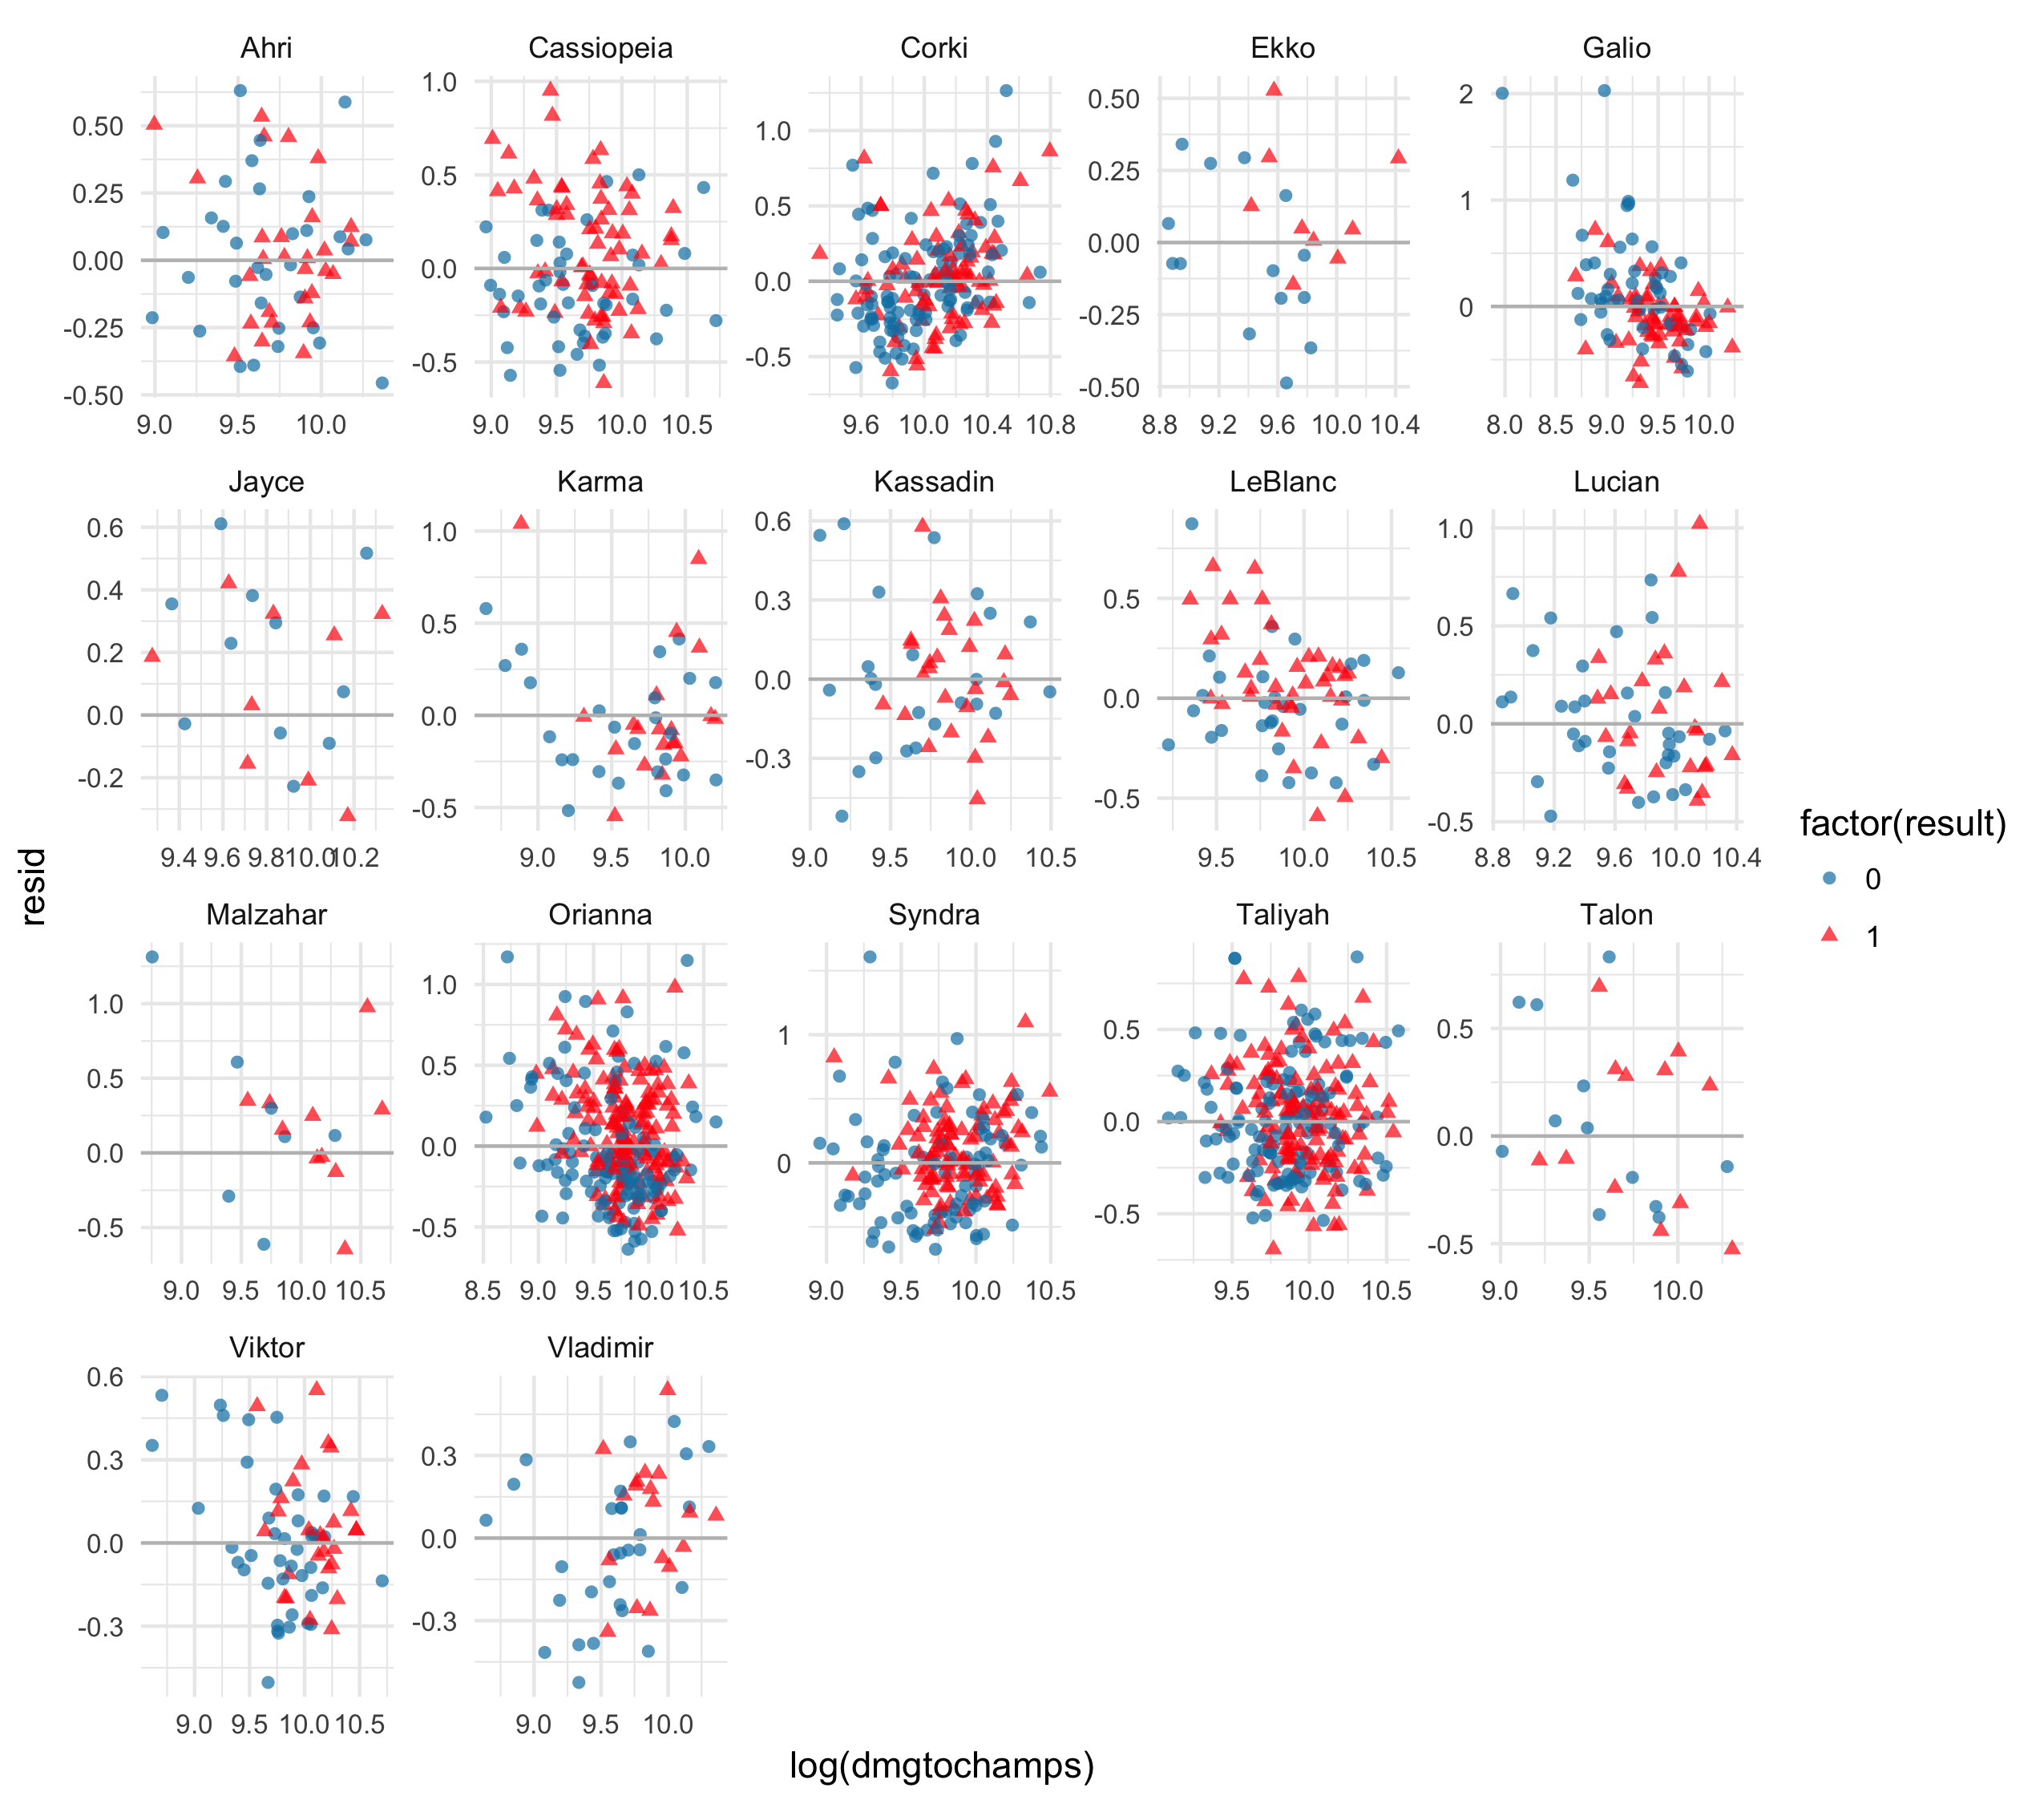 Ahri Cassiopeia Corki Ekko Galio
0.50 0.25 0.00 -0.25 -0.50
1.0 0.5 0.0 -0.5
1.0 0.5 0.0 -0.5
0.50 0.25 0.00 -0.25 -0.50
2 1 0
9.0 9.5 10.0
9.0 9.5 10.0 10.5
9.6 10.0 10.4 10.8
8.8 9.2 9.6 10.0 10.4
8.0 8.5 9.0 9.5 10.0
Jayce Karma Kassadin LeBlanc Lucian
0.6 0.4 0.2 0.0 -0.2
1.0 0.5 0.0 -0.5
0.6 0.3 0.0 -0.3
0.5 0.0 -0.5
1.0 0.5 0.0 -0.5
9.4 9.6 9.8 10.0 10.2
9.0 9.5 10.0
9.0 9.5 10.0 10.5
9.5 10.0 10.5
8.8 9.2 9.6 10.0 10.4
Malzahar Orianna Syndra Taliyah Talon
1.0 0.5 0.0 -0.5
1.0 0.5 0.0 -0.5
1 0
0.5 0.0 -0.5
0.5 0.0 -0.5
9.0 9.5 10.0 10.5
8.5 9.0 9.5 10.0 10.5
9.0 9.5 10.0 10.5
9.5 10.0 10.5
9.0 9.5 10.0
Viktor Vladimir
0.6 0.3 0.0 -0.3
0.3 0.0 -0.3
9.0 9.5 10.0 10.5
9.0 9.5 10.0
resid
log(dmgtochamps)
factor(result)
0
1